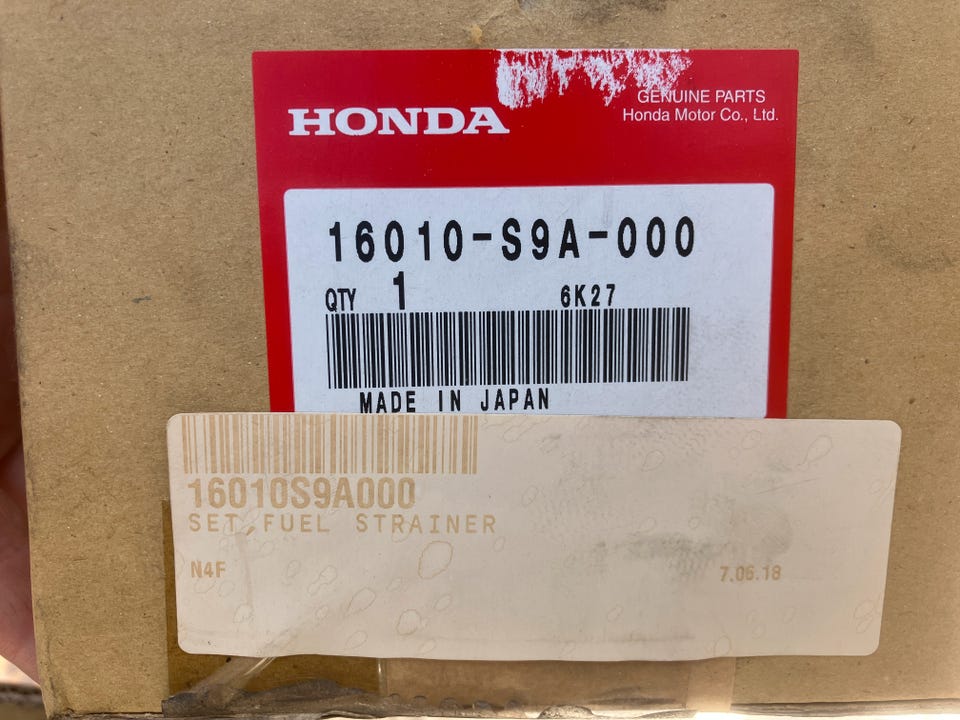 HONDA
GENUINE PARTS
Honda Motor Co., Ltd.
16010-S9A-000
QTY 1 6K27
MADE IN JAPAN
16010S9A000
SET,FUEL STRAINER
N4F 7.06.18